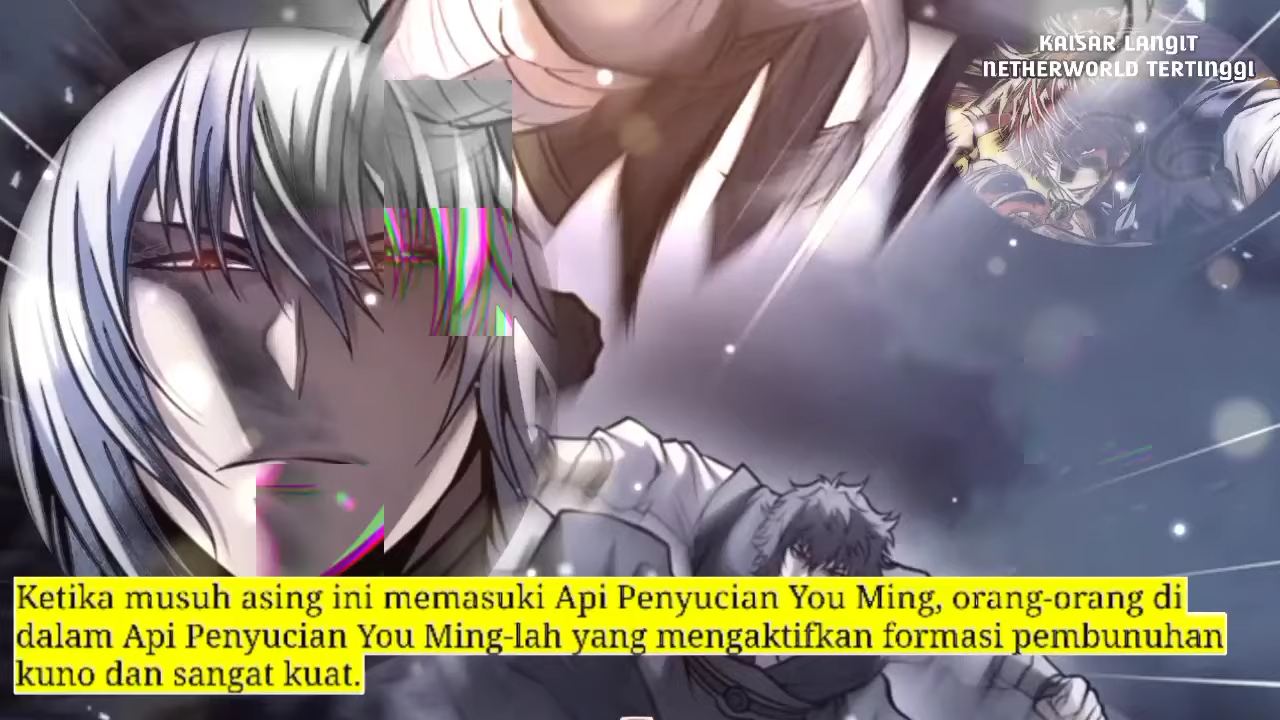 KAISAR LANGIT
NETHERWORLD TERTINGGI
Ketika musuh asing ini memasuki Api Penyucian You Ming, orang-orang di
dalam Api Penyucian You Ming-lah yang mengaktifkan formasi pembunuhan
kuno dan sangat kuat.